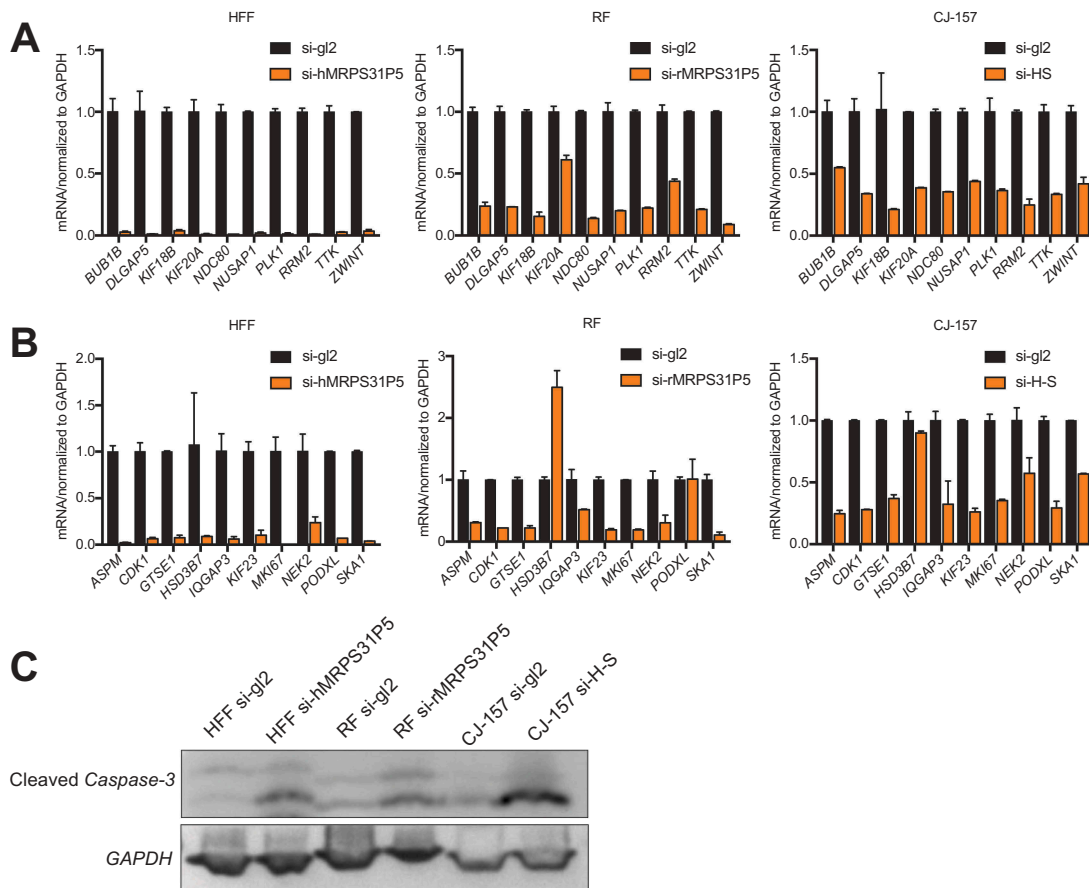 A
HFF
mRNA/normalized to GAPDH
1.5
1.0
0.5
0.0
si-gl2
si-hMRPS31P5
BUB1B
DLGAP5
KIF18B
KIF20A
NDC80
NUSAP1
PLK1
RRM2
TTK
ZWINT
RF
mRNA/normalized to GAPDH
1.5
1.0
0.5
0.0
si-gl2
si-rMRPS31P5
BUB1B
DLGAP5
KIF18B
KIF20A
NDC80
NUSAP1
PLK1
RRM2
TTK
ZWINT
CJ-157
mRNA/normalized to GAPDH
1.5
1.0
0.5
0.0
si-gl2
si-HS
BUB1B
DLGAP5
KIF18B
KIF20A
NDC80
NUSAP1
PLK1
RRM2
TTK
ZWINT
B
HFF
mRNA/normalized to GAPDH
2.0
1.5
1.0
0.5
0.0
si-gl2
si-hMRPS31P5
ASPM
CDK1
GTSE1
HSD3B7
IQGAP3
KIF23
MKI67
NEK2
PODXL
SKA1
RF
mRNA/normalized to GAPDH
3
2
1
0
si-gl2
si-rMRPS31P5
ASPM
CDK1
GTSE1
HSD3B7
IQGAP3
KIF23
MKI67
NEK2
PODXL
SKA1
CJ-157
mRNA/normalized to GAPDH
1.5
1.0
0.5
0.0
si-gl2
si-H-S
ASPM
CDK1
GTSE1
HSD3B7
IQGAP3
KIF23
MKI67
NEK2
PODXL
SKA1
C
HFF si-gl2
HFF si-hMRPS31P5
RF si-gl2
RF si-rMRPS31P5
CJ-157 si-gl2
CJ-157 si-H-S
Cleaved Caspase-3
GAPDH